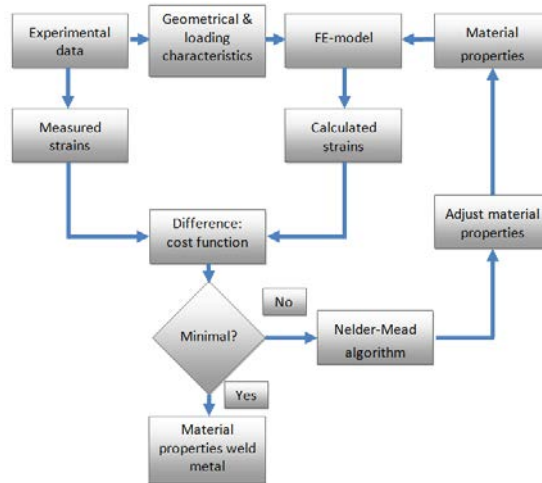 Experimental
data
Geometrical &
loading
characteristics
FE-model
Material
properties
Measured
strains
Calculated
strains
Difference:
cost function
Adjust material
properties
Minimal?
No
Nelder-Mead
algorithm
Yes
Material
properties weld
metal